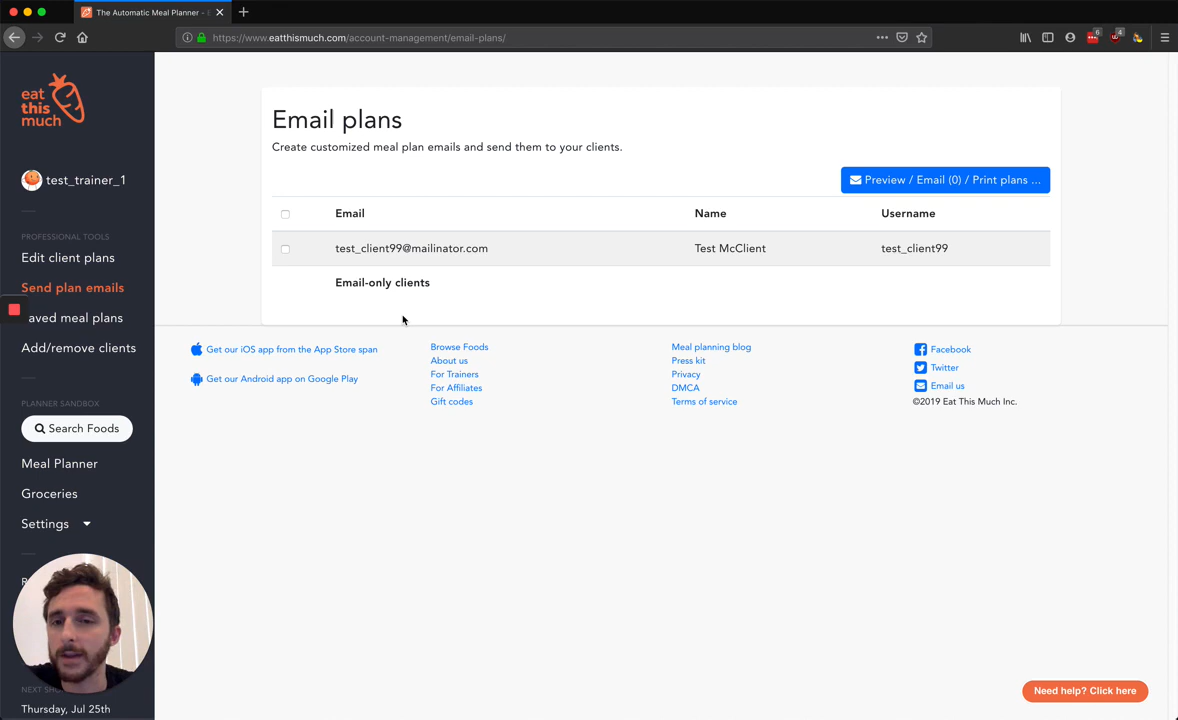 The Automatic Meal Planner -
https://www.eatthismuch.com/account-management/email-plans/
6
4
eat
this
much
test_trainer_1
PROFESSIONAL TOOLS
Edit client plans
Send plan emails
aved meal plans
Add/remove clients
PLANNER SANDBOX
Search Foods
Meal Planner
Groceries
Settings
NEXT SHO
Thursday, Jul 25th
Email plans
Create customized meal plan emails and send them to your clients.
Preview / Email (0) / Print plans ...
Email Name Username
test_client99@mailinator.com Test McClient test_client99
Email-only clients
Get our iOS app from the App Store span
Get our Android app on Google Play
Browse Foods
About us
For Trainers
For Affiliates
Gift codes
Meal planning blog
Press kit
Privacy
DMCA
Terms of service
Facebook
Twitter
Email us
©2019 Eat This Much Inc.
Need help? Click here